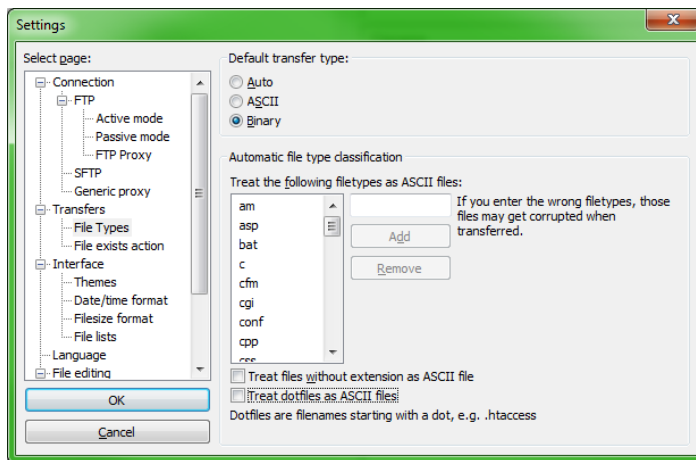 Settings
x
Select page:
Connection
FTP
Active mode
Passive mode
FTP Proxy
SFTP
Generic proxy
Transfers
File Types
File exists action
Interface
Themes
Date/time format
Filesize format
File lists
Language
File editing
OK
Cancel
Default transfer type:
Auto
ASCII
Binary
Automatic file type classification
Treat the following filetypes as ASCII files:
am
asp
bat
c
cfm
cgi
conf
cpp
css
Add
Remove
If you enter the wrong filetypes, those
files may get corrupted when
transferred.
Treat files without extension as ASCII file
Treat dotfiles as ASCII files
Dotfiles are filenames starting with a dot, e.g. .htaccess